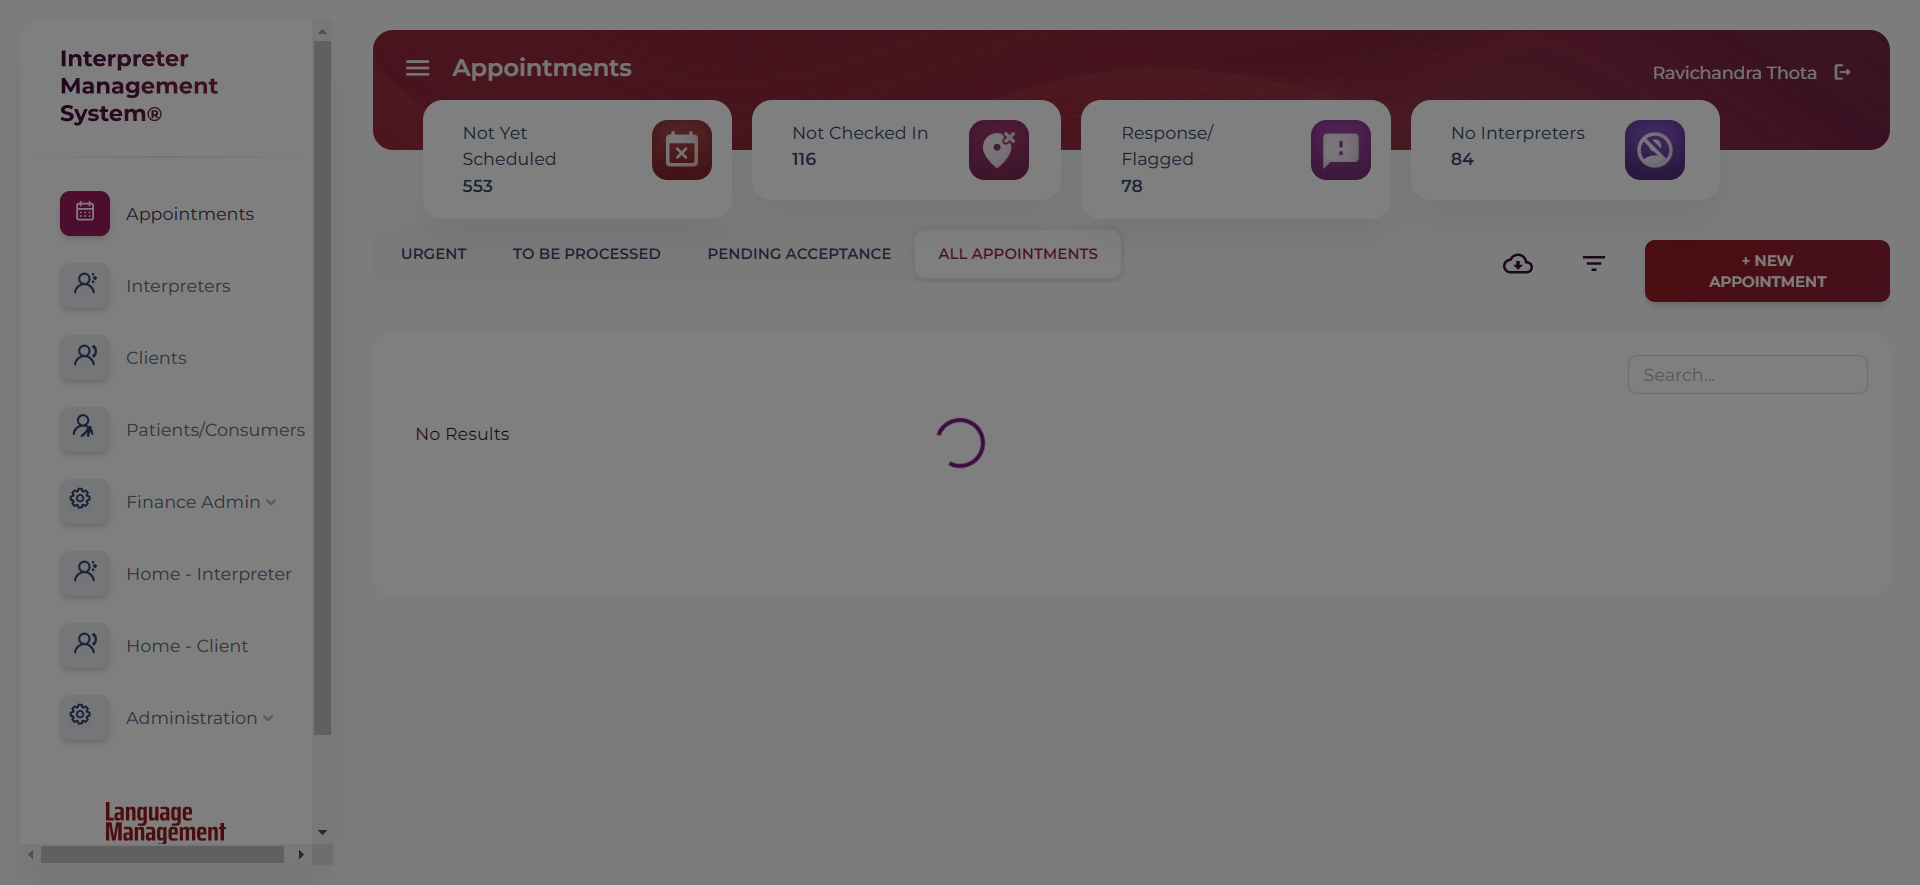 Interpreter
Management
System®
Appointments
Interpreters
Clients
Patients/Consumers
Finance Admin
Home - Interpreter
Home - Client
Administration
Language
Management
Appointments
Ravichandra Thota
Not Yet
Scheduled
553
Not Checked In
116
Response/
Flagged
78
No Interpreters
84
URGENT
TO BE PROCESSED
PENDING ACCEPTANCE
ALL APPOINTMENTS
+ NEW
APPOINTMENT
Search...
No Results